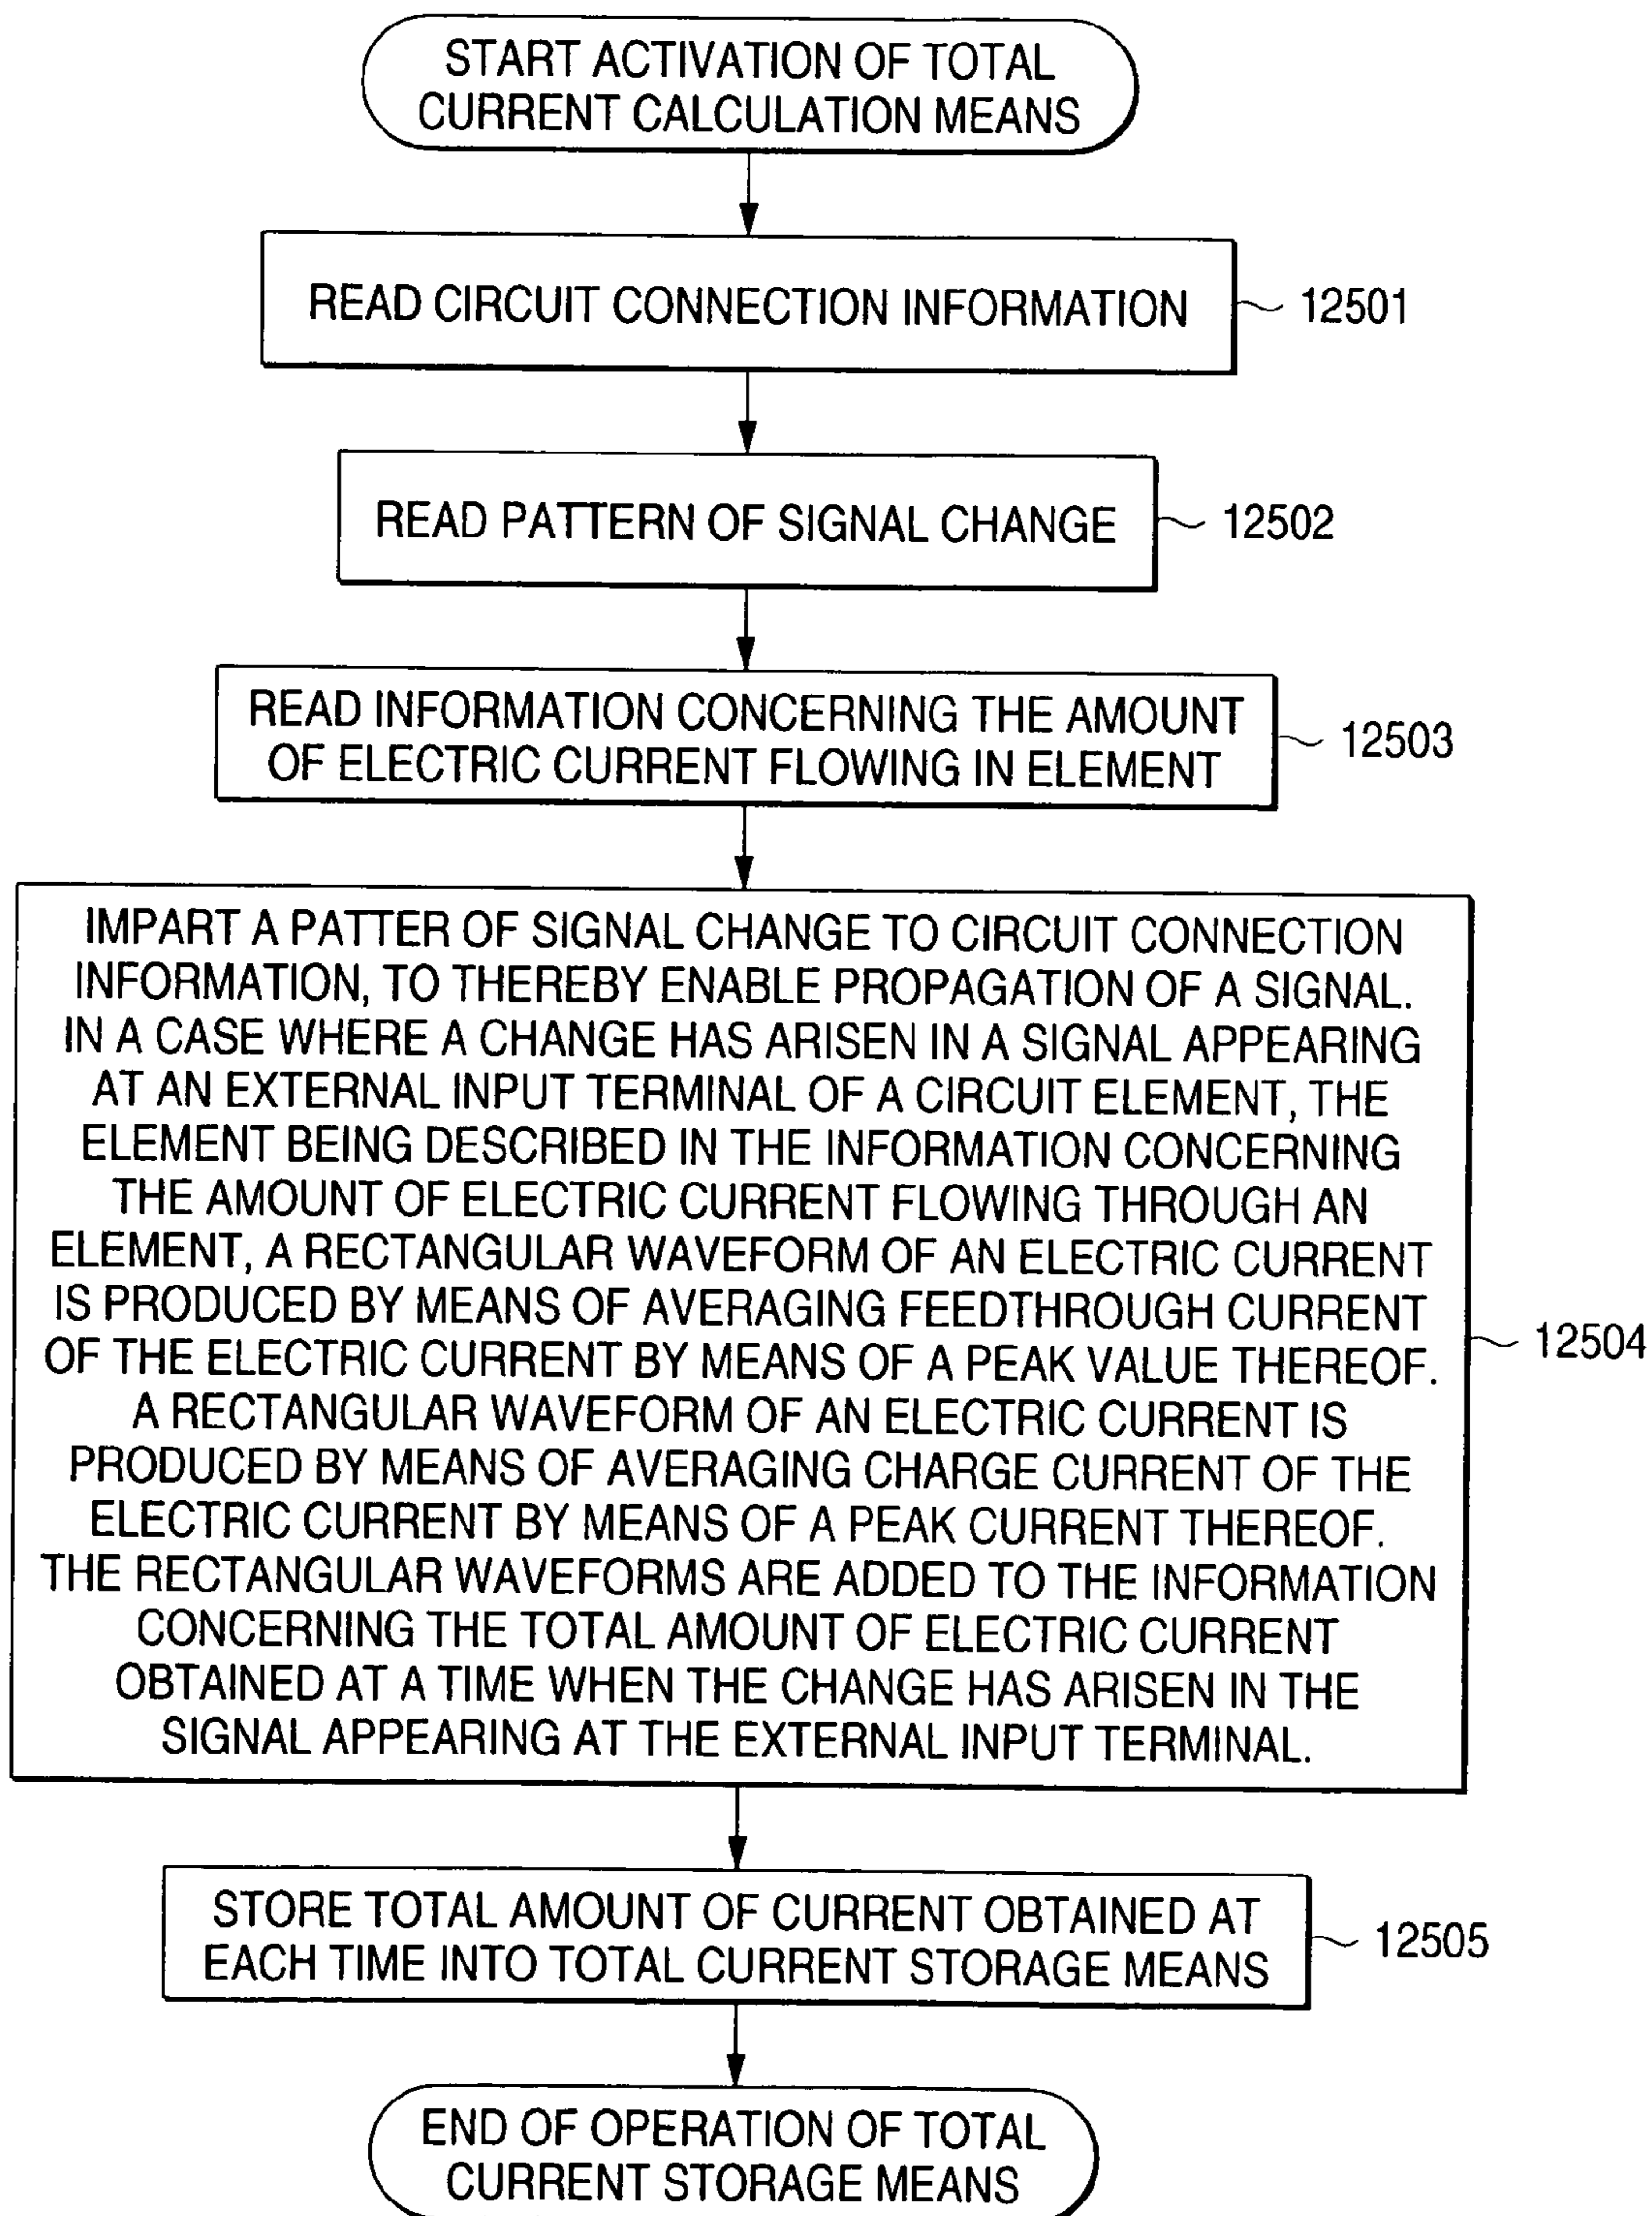 START ACTIVATION OF TOTAL
CURRENT CALCULATION MEANS
READ CIRCUIT CONNECTION INFORMATION
12501
READ PATTERN OF SIGNAL CHANGE
12502
READ INFORMATION CONCERNING THE AMOUNT
OF ELECTRIC CURRENT FLOWING IN ELEMENT
12503
IMPART A PATTER OF SIGNAL CHANGE TO CIRCUIT CONNECTION
INFORMATION, TO THEREBY ENABLE PROPAGATION OF A SIGNAL.
IN A CASE WHERE A CHANGE HAS ARISEN IN A SIGNAL APPEARING
AT AN EXTERNAL INPUT TERMINAL OF A CIRCUIT ELEMENT, THE
ELEMENT BEING DESCRIBED IN THE INFORMATION CONCERNING
THE AMOUNT OF ELECTRIC CURRENT FLOWING THROUGH AN
ELEMENT, A RECTANGULAR WAVEFORM OF AN ELECTRIC CURRENT
IS PRODUCED BY MEANS OF AVERAGING FEEDTHROUGH CURRENT
OF THE ELECTRIC CURRENT BY MEANS OF A PEAK VALUE THEREOF.
A RECTANGULAR WAVEFORM OF AN ELECTRIC CURRENT IS
PRODUCED BY MEANS OF AVERAGING CHARGE CURRENT OF THE
ELECTRIC CURRENT BY MEANS OF A PEAK CURRENT THEREOF.
THE RECTANGULAR WAVEFORMS ARE ADDED TO THE INFORMATION
CONCERNING THE TOTAL AMOUNT OF ELECTRIC CURRENT
OBTAINED AT A TIME WHEN THE CHANGE HAS ARISEN IN THE
SIGNAL APPEARING AT THE EXTERNAL INPUT TERMINAL.
12504
STORE TOTAL AMOUNT OF CURRENT OBTAINED AT
EACH TIME INTO TOTAL CURRENT STORAGE MEANS
12505
END OF OPERATION OF TOTAL
CURRENT STORAGE MEANS